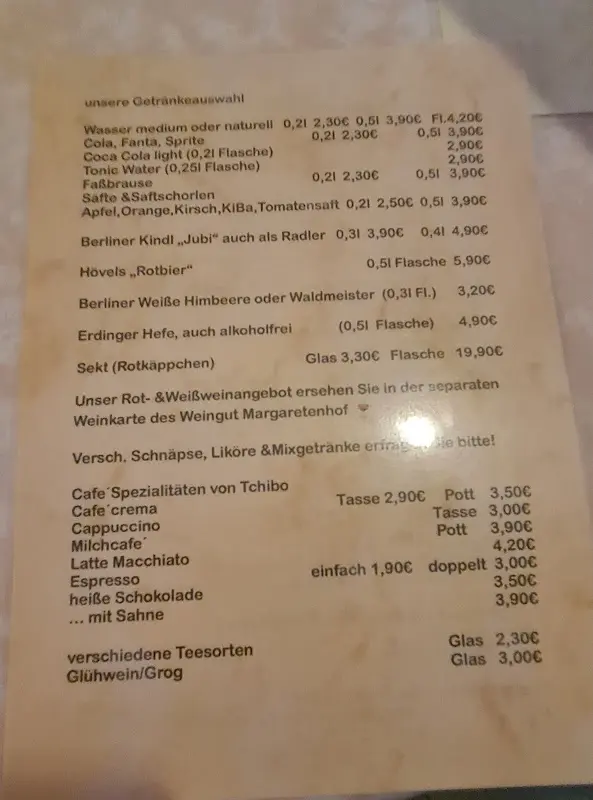 unsere Getränkeauswahl
Wasser medium oder naturell 0,2l 2,30€ 0,5l 3,90€ Fl.4,20€
Cola, Fanta, Sprite 0,2l 2,30€ 0,5l 3,90€
Coca Cola light (0,2l Flasche) 2,90€
Tonic Water (0,25l Flasche) 2,90€
Faßbrause 0,2l 2,30€ 0,5l 3,90€
Säfte &Saftschorlen
Apfel,Orange,Kirsch,KiBa,Tomatensaft 0,2l 2,50€ 0,5l 3,90€
Berliner Kindl „Jubi“ auch als Radler 0,3l 3,90€ 0,4l 4,90€
Hövels „Rotbier“ 0,5l Flasche 5,90€
Berliner Weiße Himbeere oder Waldmeister (0,3l Fl.) 3,20€
Erdinger Hefe, auch alkoholfrei (0,5l Flasche) 4,90€
Sekt (Rotkäppchen) Glas 3,30€ Flasche 19,90€
Unser Rot- &Weißweinangebot ersehen Sie in der separaten
Weinkarte des Weingut Margaretenhof ❤
Versch. Schnäpse, Liköre &Mixgetränke erfragen Sie bitte!
Cafe´Spezialitäten von Tchibo
Cafe´crema Tasse 2,90€ Pott 3,50€
Cappuccino Tasse 3,00€
Milchcafe´ Pott 3,90€
Latte Macchiato 4,20€
Espresso einfach 1,90€ doppelt 3,00€
heiße Schokolade 3,50€
... mit Sahne 3,90€
verschiedene Teesorten Glas 2,30€
Glühwein/Grog Glas 3,00€